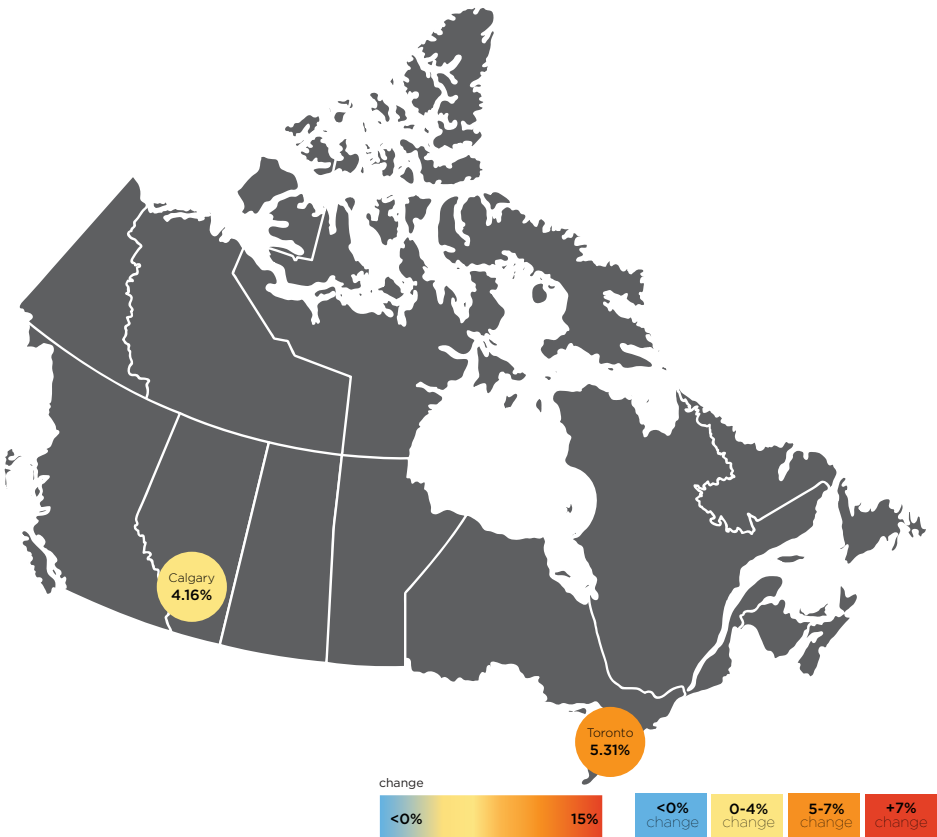 Calgary
4.16%
Toronto
5.31%
change
<0%
15%
<0%
change
0-4%
change
5-7%
change
+7%
change